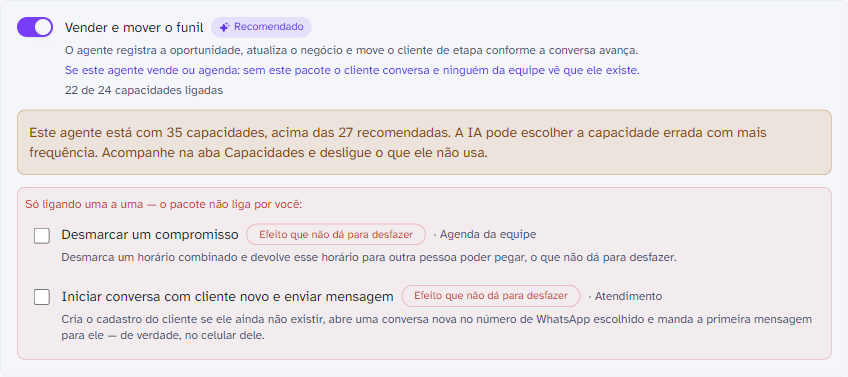 Vender e mover o funil Recomendado
O agente registra a oportunidade, atualiza o negócio e move o cliente de etapa conforme a conversa avança.
Se este agente vende ou agenda: sem este pacote o cliente conversa e ninguém da equipe vê que ele existe.
22 de 24 capacidades ligadas
Este agente está com 35 capacidades, acima das 27 recomendadas. A IA pode escolher a capacidade errada com mais
frequência. Acompanhe na aba Capacidades e desligue o que ele não usa.
Só ligando uma a uma — o pacote não liga por você:
Desmarcar um compromisso Efeito que não dá para desfazer · Agenda da equipe
Desmarca um horário combinado e devolve esse horário para outra pessoa poder pegar, o que não dá para desfazer.
Iniciar conversa com cliente novo e enviar mensagem Efeito que não dá para desfazer · Atendimento
Cria o cadastro do cliente se ele ainda não existir, abre uma conversa nova no número de WhatsApp escolhido e manda a primeira mensagem
para ele — de verdade, no celular dele.